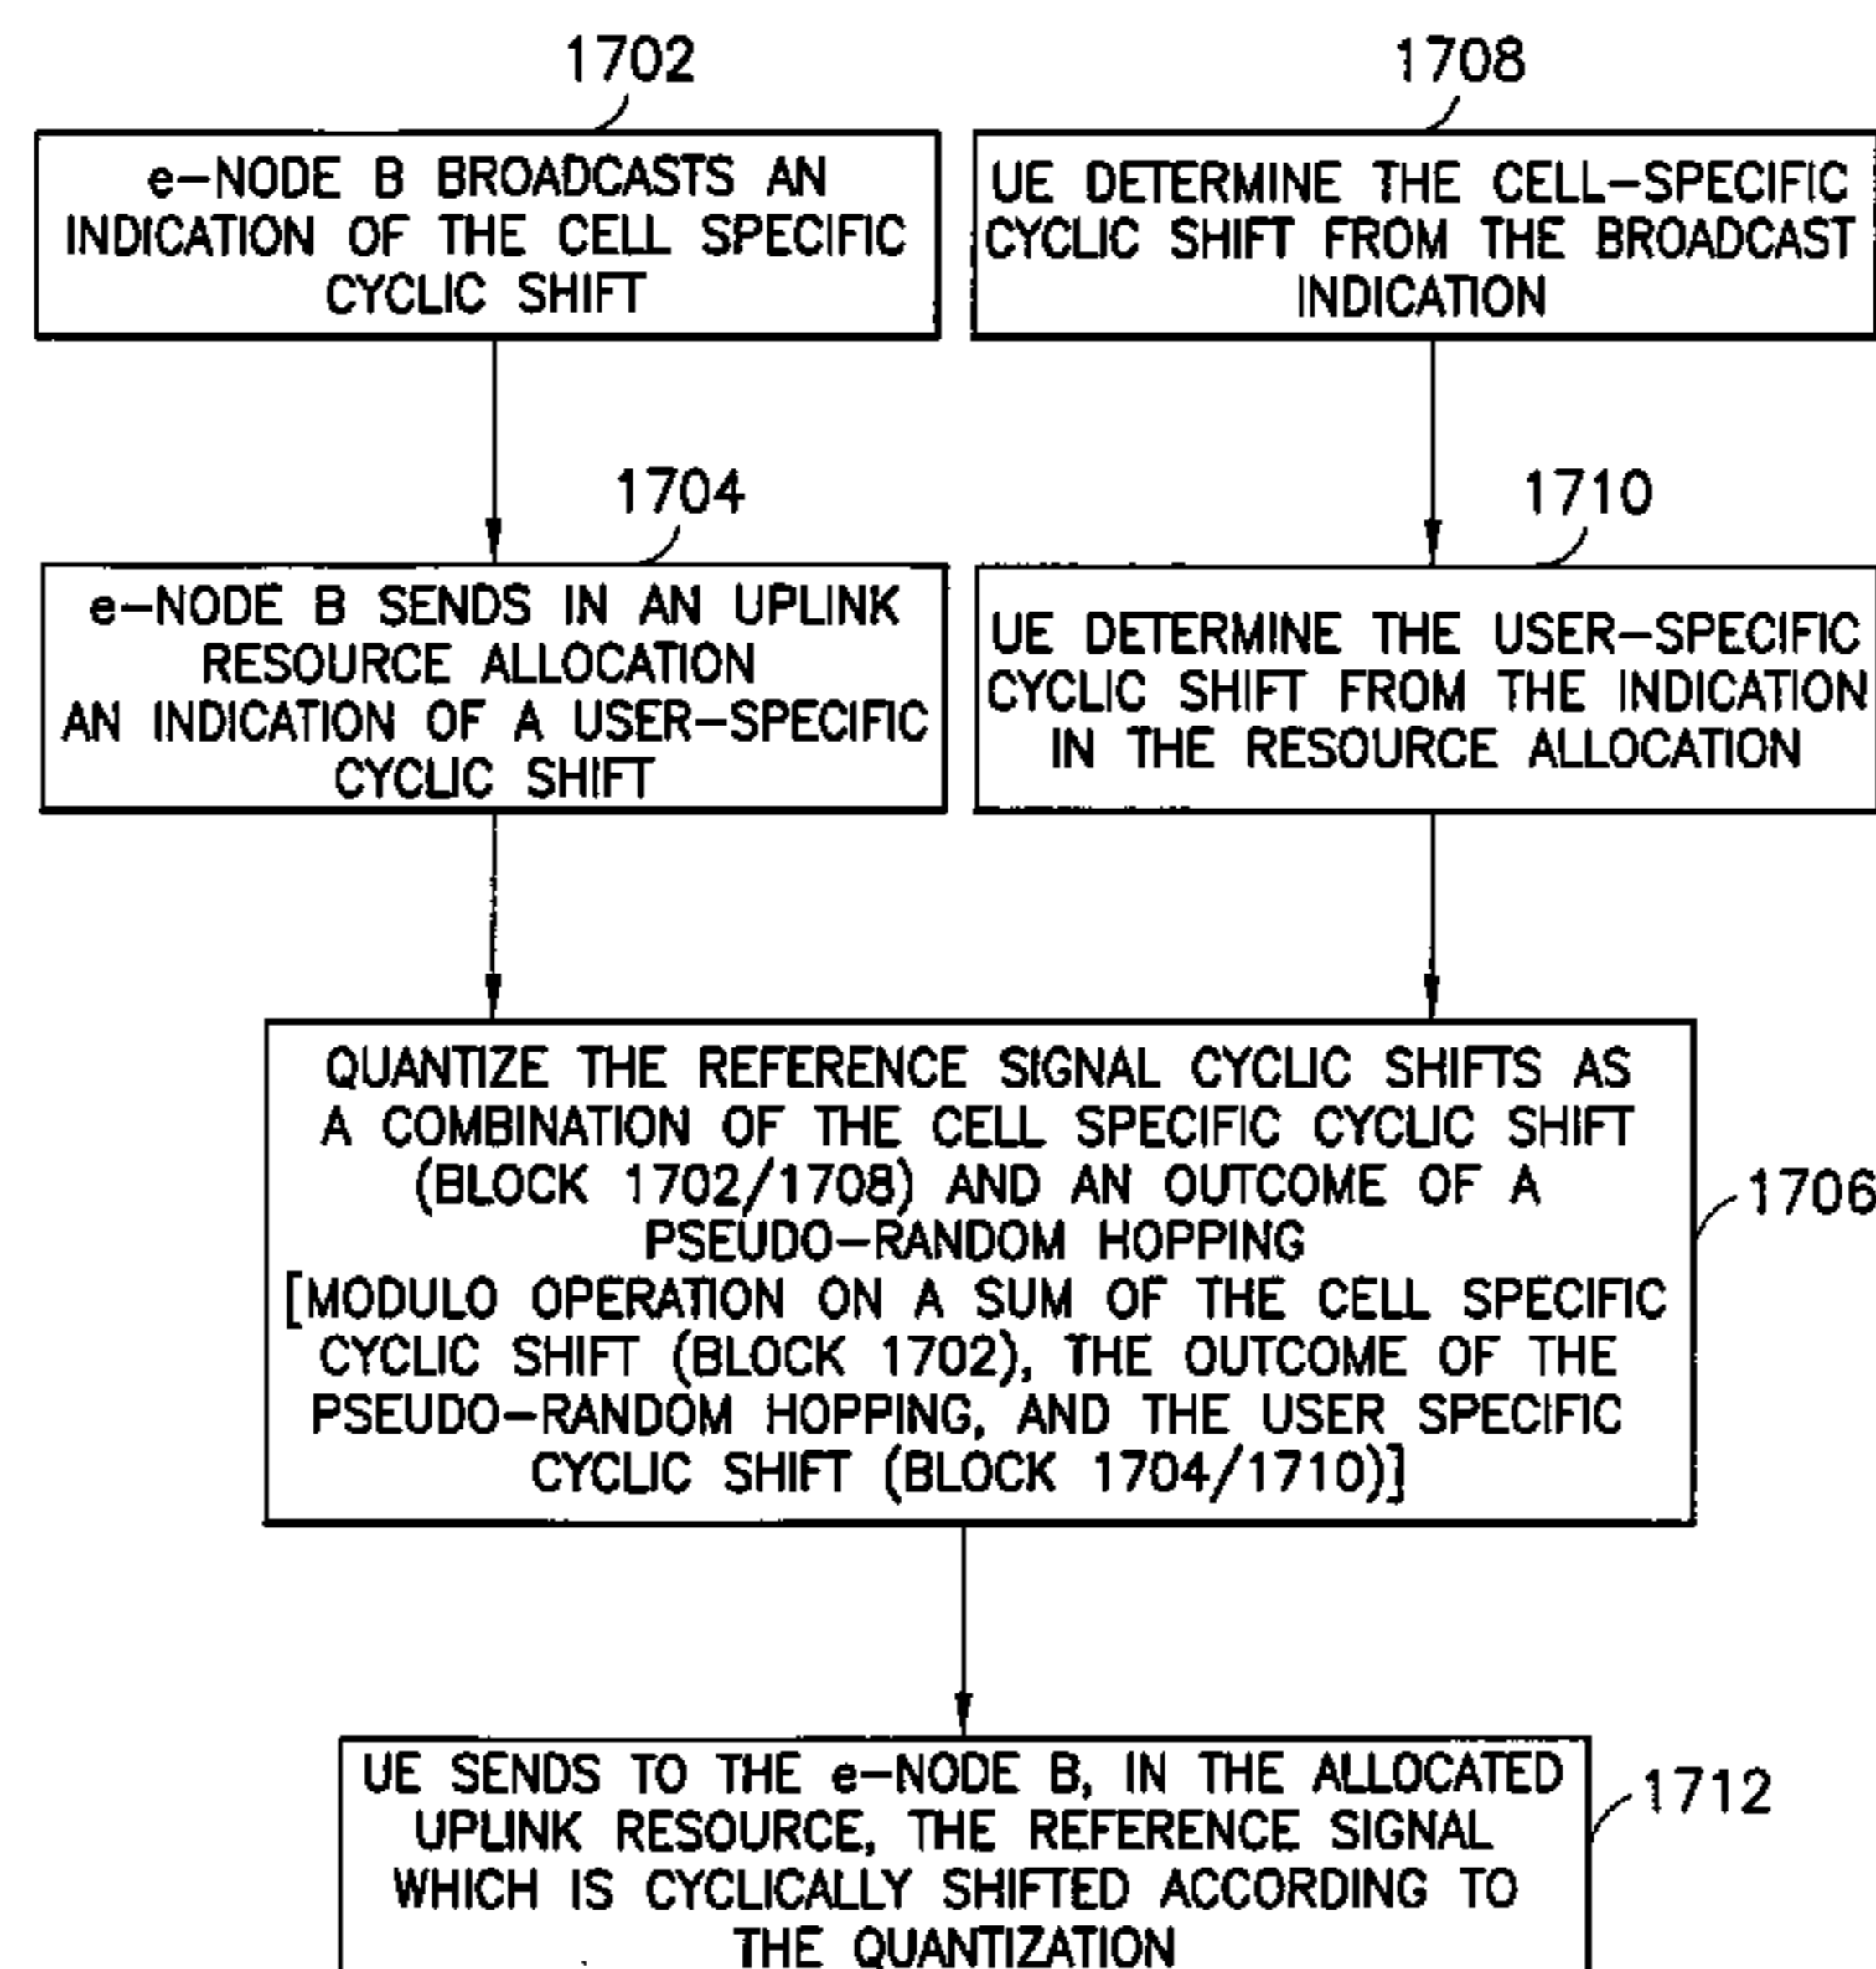 1702
e-NODE B BROADCASTS AN
INDICATION OF THE CELL SPECIFIC
CYCLIC SHIFT
1708
UE DETERMINE THE CELL-SPECIFIC
CYCLIC SHIFT FROM THE BROADCAST
INDICATION
1704
e-NODE B SENDS IN AN UPLINK
RESOURCE ALLOCATION
AN INDICATION OF A USER-SPECIFIC
CYCLIC SHIFT
1710
UE DETERMINE THE USER-SPECIFIC
CYCLIC SHIFT FROM THE INDICATION
IN THE RESOURCE ALLOCATION
QUANTIZE THE REFERENCE SIGNAL CYCLIC SHIFTS AS
A COMBINATION OF THE CELL SPECIFIC CYCLIC SHIFT
(BLOCK 1702/1708) AND AN OUTCOME OF A
PSEUDO-RANDOM HOPPING
[MODULO OPERATION ON A SUM OF THE CELL SPECIFIC
CYCLIC SHIFT (BLOCK 1702), THE OUTCOME OF THE
PSEUDO-RANDOM HOPPING, AND THE USER SPECIFIC
CYCLIC SHIFT (BLOCK 1704/1710)]
1706
UE SENDS TO THE e-NODE B, IN THE ALLOCATED
UPLINK RESOURCE, THE REFERENCE SIGNAL
WHICH IS CYCLICALLY SHIFTED ACCORDING TO
THE QUANTIZATION
1712